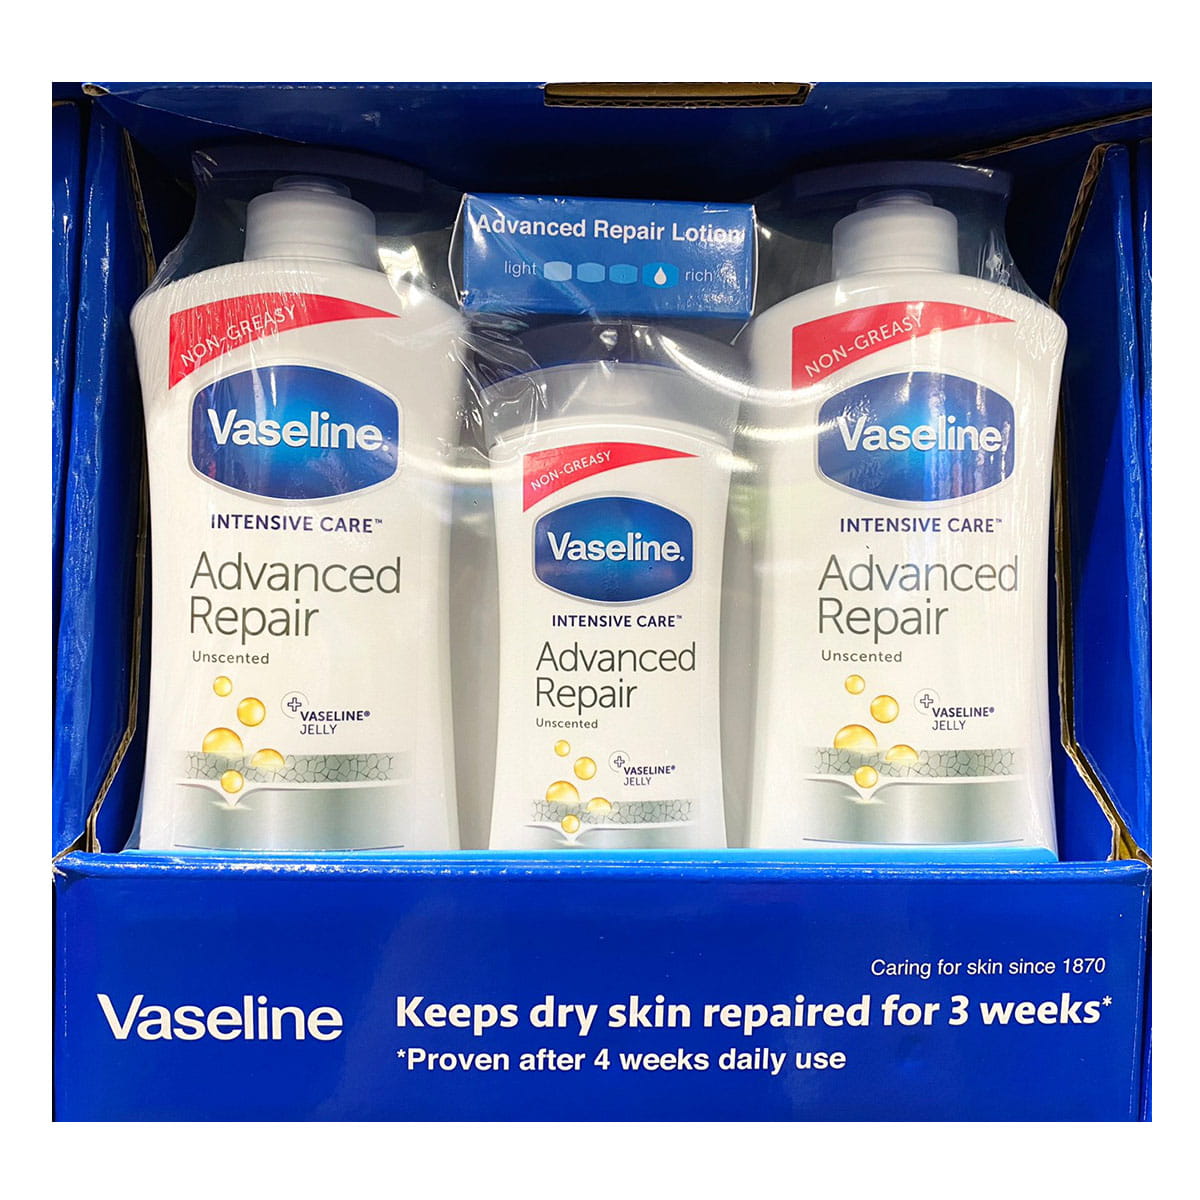 Advanced Repair Lotion
light rich
NON-GREASY
Vaseline®
INTENSIVE CARE™
Advanced
Repair
Unscented
VASELINE®
JELLY
NON-GREASY
Vaseline®
INTENSIVE CARE™
Advanced
Repair
Unscented
VASELINE®
JELLY
NON-GREASY
Vaseline
INTENSIVE CARE™
Advanced
Repair
Unscented
VASELINE®
JELLY
Caring for skin since 1870
Vaseline
Keeps dry skin repaired for 3 weeks*
*Proven after 4 weeks daily use